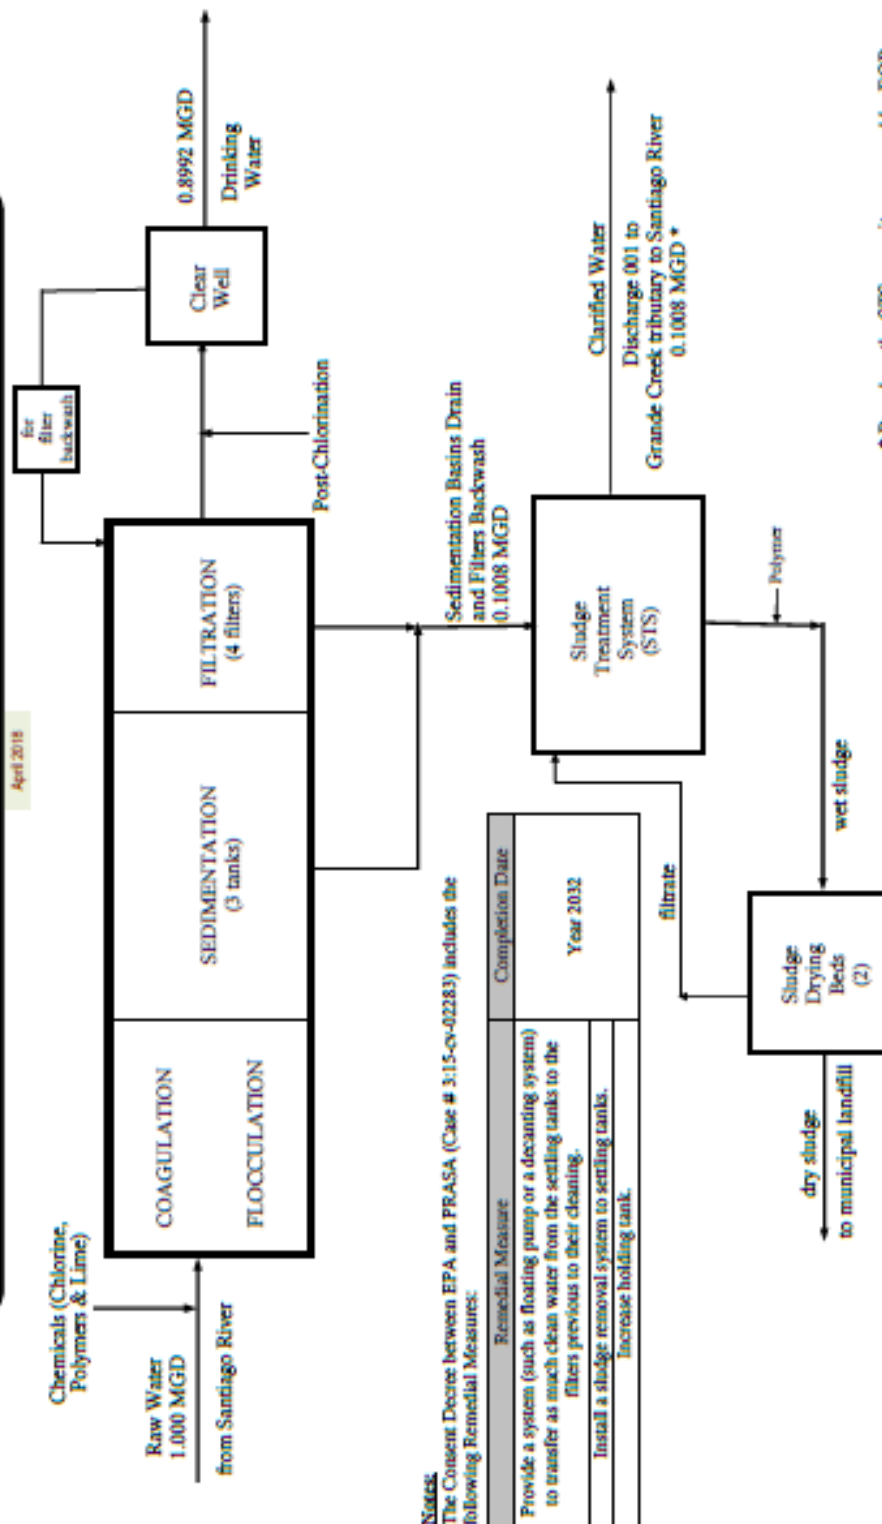 April 2018
Chemicals (Chlorine,
Polymers & Lime)
Raw Water
1.000 MGD
from Santiago River
COAGULATION
FLOCCULATION
SEDIMENTATION
(3 tanks)
FILTRATION
(4 filters)
for
filter
backwash
Post-Chlorination
Clear
Well
0.8992 MGD
Drinking
Water
Sedimentation Basins Drain
and Filters Backwash
0.1008 MGD
Sludge
Treatment
System
(STS)
Clarified Water
Discharge 001 to
Grande Creek tributary to Santiago River
0.1008 MGD *
Polymer
wet sludge
filtrate
Sludge
Drying
Beds
(2)
dry sludge
to municipal landfill
Notes:
The Consent Decree between EPA and PRASA (Case # 3:15-cv-02283) includes the
following Remedial Measures:
Remedial Measure Completion Date
Provide a system (such as floating pump or a decanting system)
to transfer as much clean water from the settling tanks to the
filters previous to their cleaning.
Install a sludge removal system to settling tanks.
Increase holding tank.
Year 2032